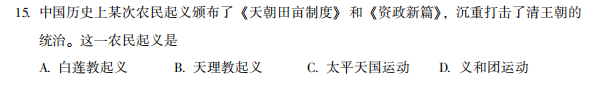 15. 中国历史上某次农民起义颁布了《天朝田亩制度》和《资政新篇》，沉重打击了清王朝的
统治。这一农民起义是
A. 白莲教起义 B. 天理教起义 C. 太平天国运动 D. 义和团运动